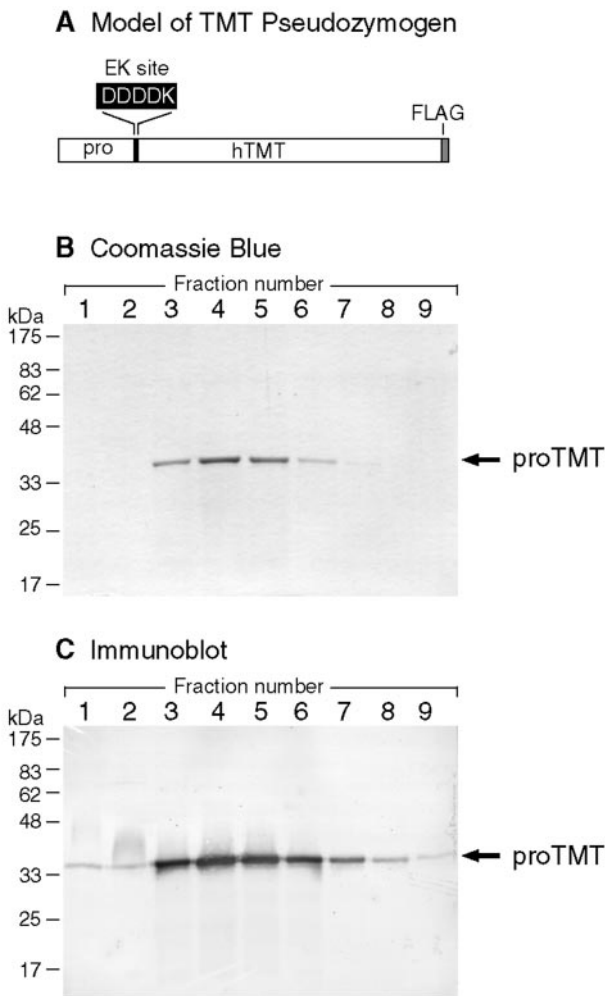 A Model of TMT Pseudozymogen
EK site
DDDDK
FLAG
pro
hTMT
B Coomassie Blue
Fraction number
kDa
1 2 3 4 5 6 7 8 9
175
83
62
48
33
25
17
proTMT
C Immunoblot
Fraction number
kDa
1 2 3 4 5 6 7 8 9
175
83
62
48
33
25
17
proTMT